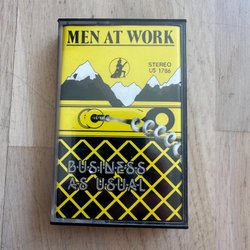 MEN AT WORK
STEREO
US 1786
BUSINESS
AS USUAL